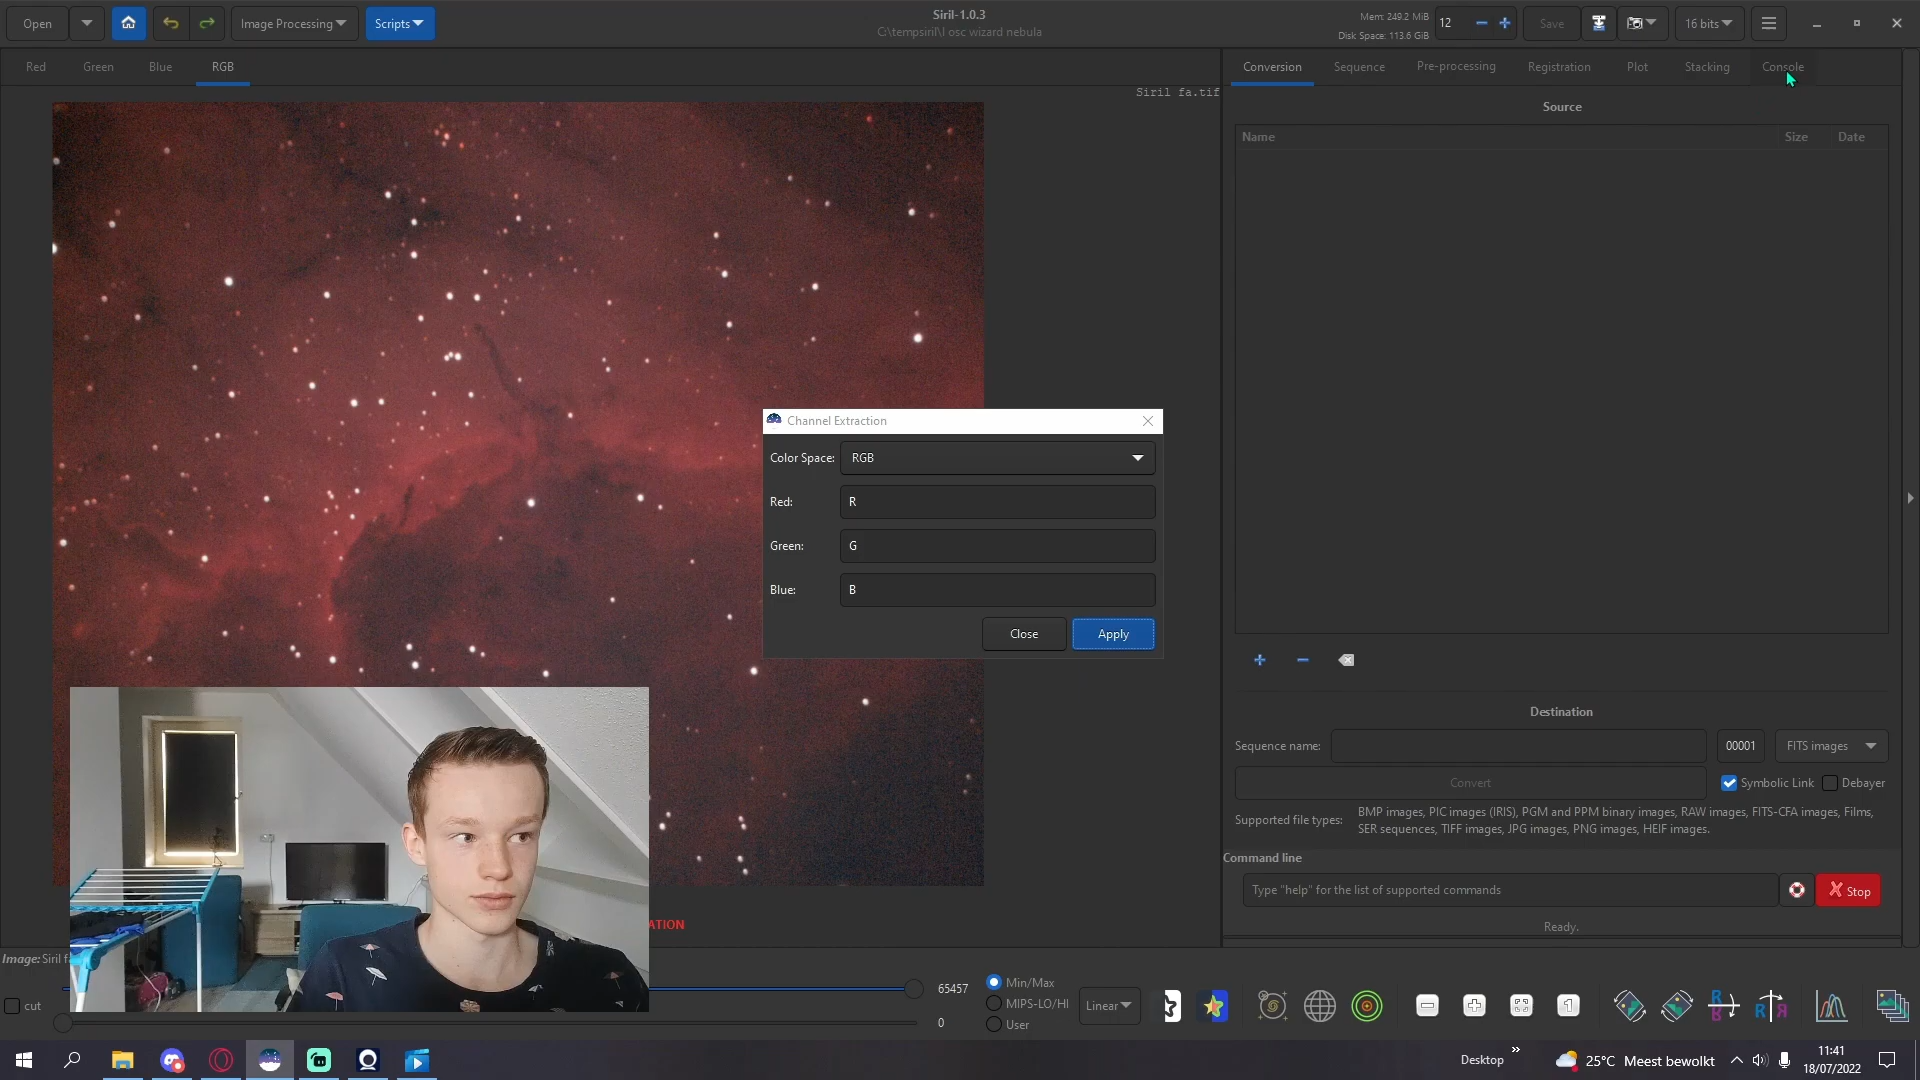 Open
Image Processing
Scripts
Siril-1.0.3
C:\tempsiril\l osc wizard nebula
Mem: 249.2 MiB
Disk Space: 113.6 GiB
12
Save
16 bits
Red
Green
Blue
RGB
Siril fa.tif
Conversion
Sequence
Pre-processing
Registration
Plot
Stacking
Console
Source
Name
Size
Date
Channel Extraction
Color Space:
RGB
Red:
R
Green:
G
Blue:
B
Close
Apply
Destination
Sequence name:
00001
FITS images
Convert
Symbolic Link
Debayer
Supported file types:
BMP images, PIC images (IRIS), PGM and PPM binary images, RAW images, FITS-CFA images, Films,
SER sequences, TIFF images, JPG images, PNG images, HEIF images.
Command line
Type "help" for the list of supported commands
Stop
Ready.
ATION
Image: Siril f
cut
65457
0
Min/Max
MIPS-LO/HI
User
Linear
1
R
R
R
R
Desktop
25°C Meest bewolkt
11:41
18/07/2022